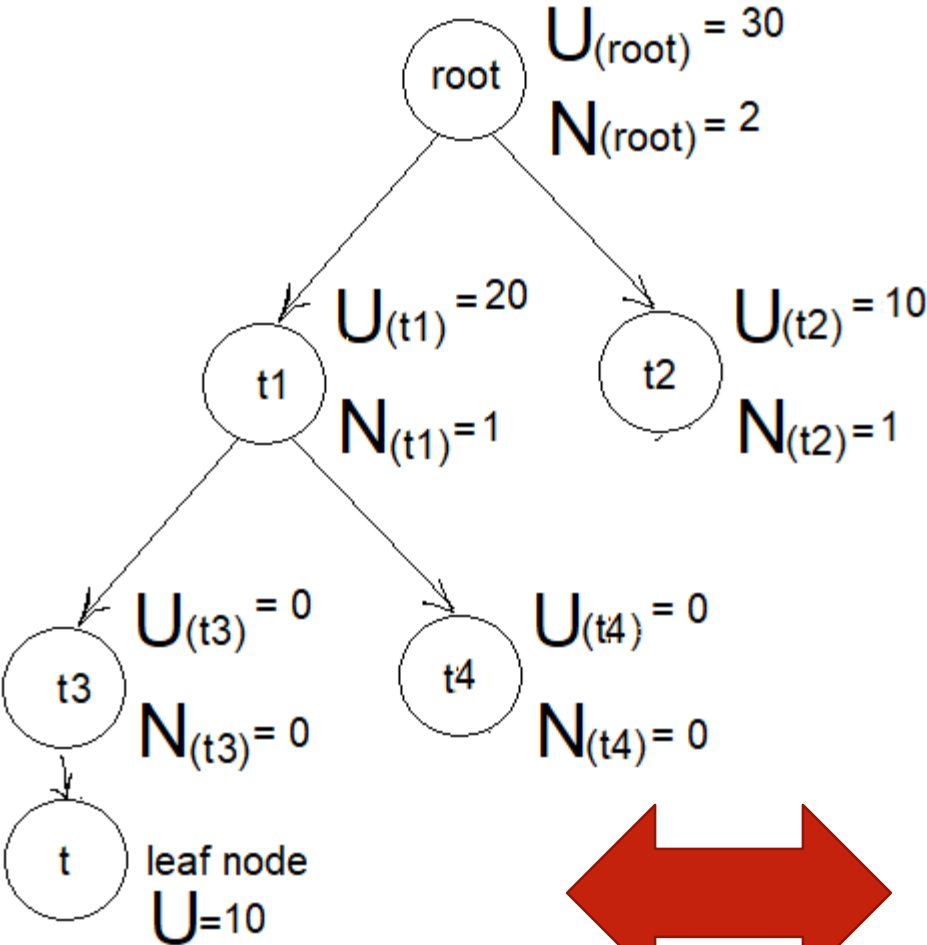 root
U(root) = 30
N(root) = 2
t1
U(t1) = 20
N(t1) = 1
t2
U(t2) = 10
N(t2) = 1
t3
U(t3) = 0
N(t3) = 0
t4
U(t4) = 0
N(t4) = 0
t
leaf node
U=10